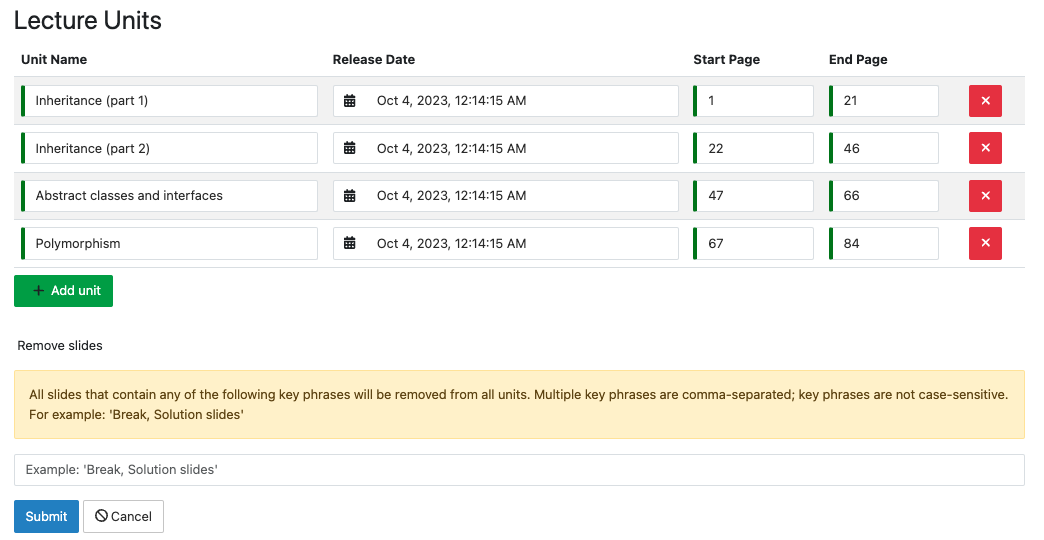 Lecture Units
Unit Name Release Date Start Page End Page
Inheritance (part 1) Oct 4, 2023, 12:14:15 AM 1 21
Inheritance (part 2) Oct 4, 2023, 12:14:15 AM 22 46
Abstract classes and interfaces Oct 4, 2023, 12:14:15 AM 47 66
Polymorphism Oct 4, 2023, 12:14:15 AM 67 84
Add unit
Remove slides
All slides that contain any of the following key phrases will be removed from all units. Multiple key phrases are comma-separated; key phrases are not case-sensitive.
For example: 'Break, Solution slides'
Example: 'Break, Solution slides'
Submit Cancel